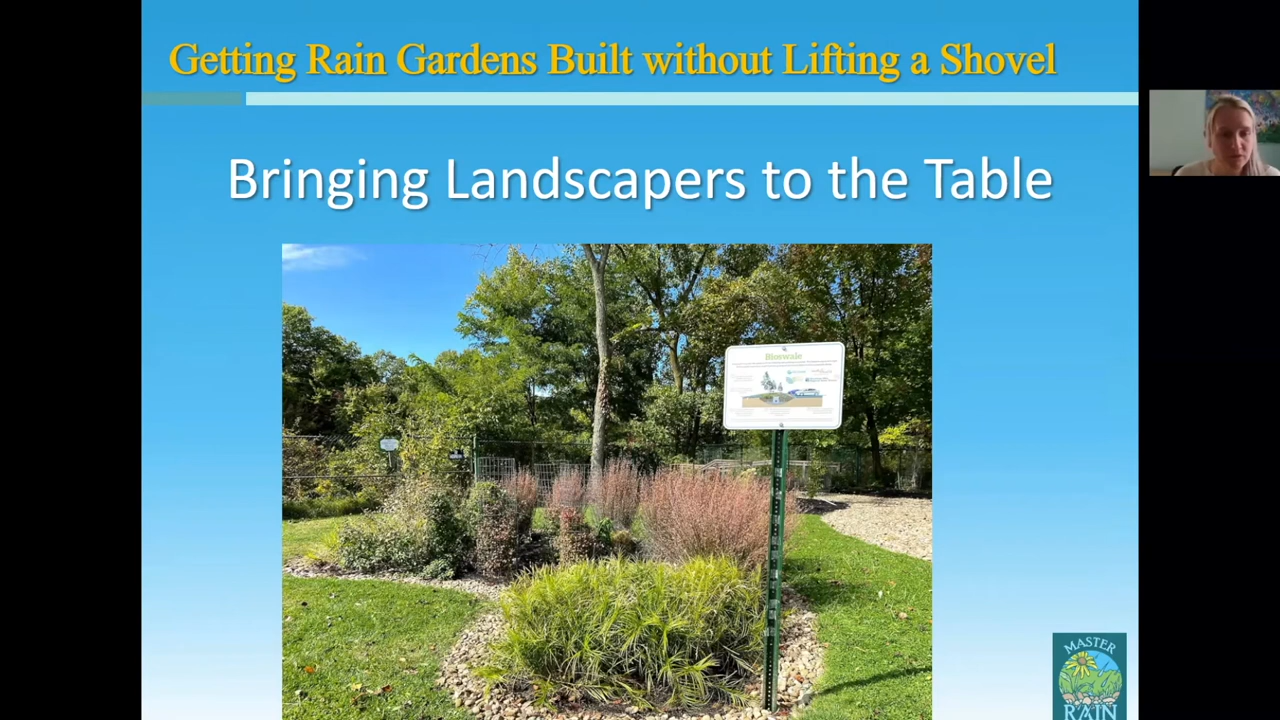 Getting Rain Gardens Built without Lifting a Shovel
Bringing Landscapers to the Table
Bioswale
MASTER
RAIN